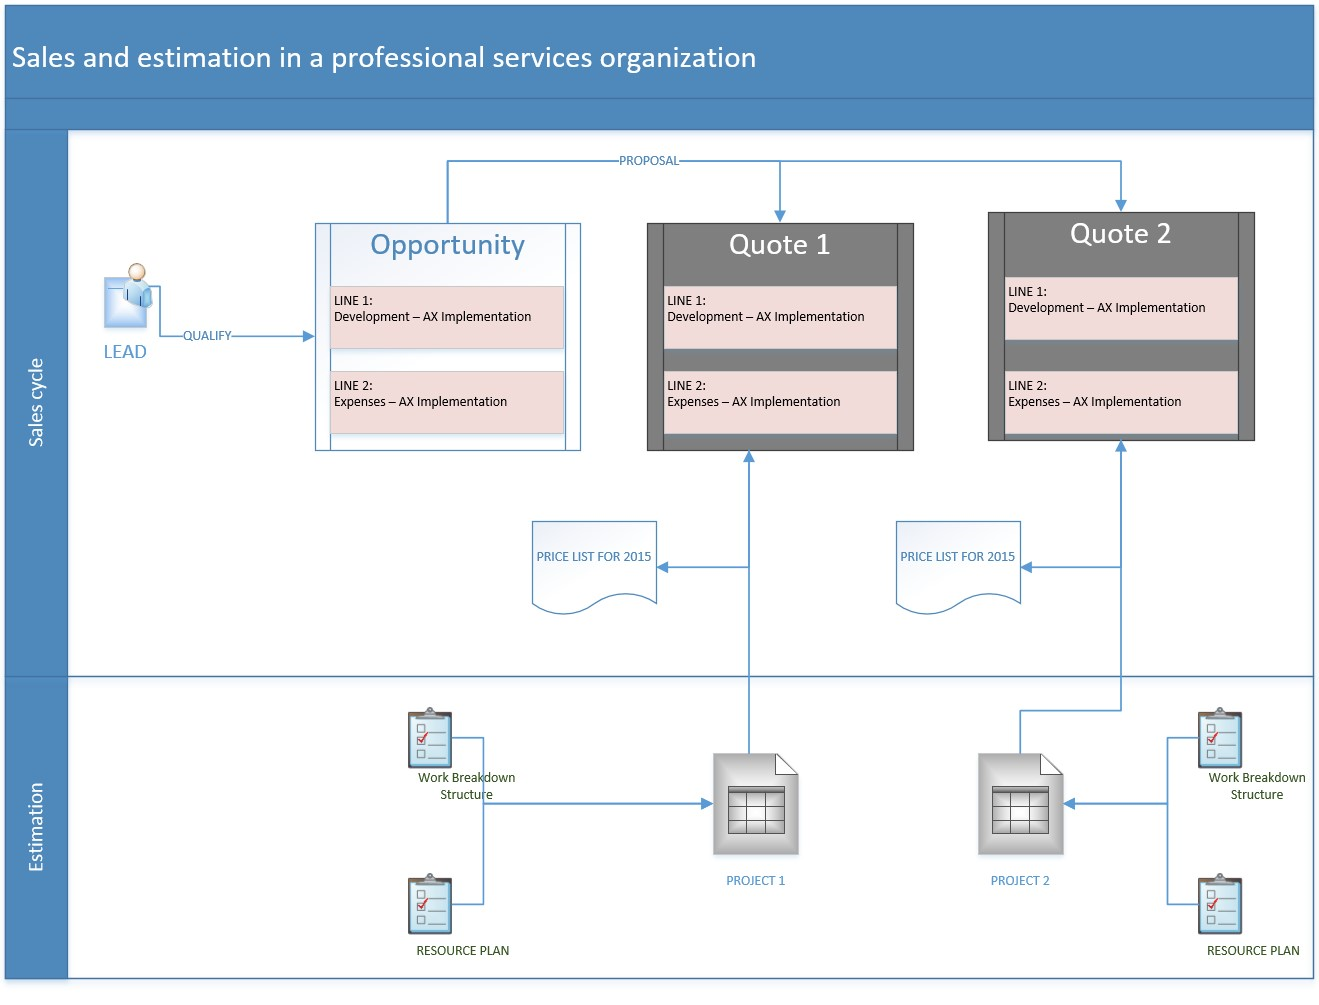 Sales and estimation in a professional services organization
Sales cycle
PROPOSAL
Opportunity
LINE 1:
Development – AX Implementation
LINE 2:
Expenses – AX Implementation
Quote 1
LINE 1:
Development – AX Implementation
LINE 2:
Expenses – AX Implementation
Quote 2
LINE 1:
Development – AX Implementation
LINE 2:
Expenses – AX Implementation
QUALIFY
LEAD
PRICE LIST FOR 2015
PRICE LIST FOR 2015
Estimation
Work Breakdown
Structure
RESOURCE PLAN
PROJECT 1
PROJECT 2
Work Breakdown
Structure
RESOURCE PLAN